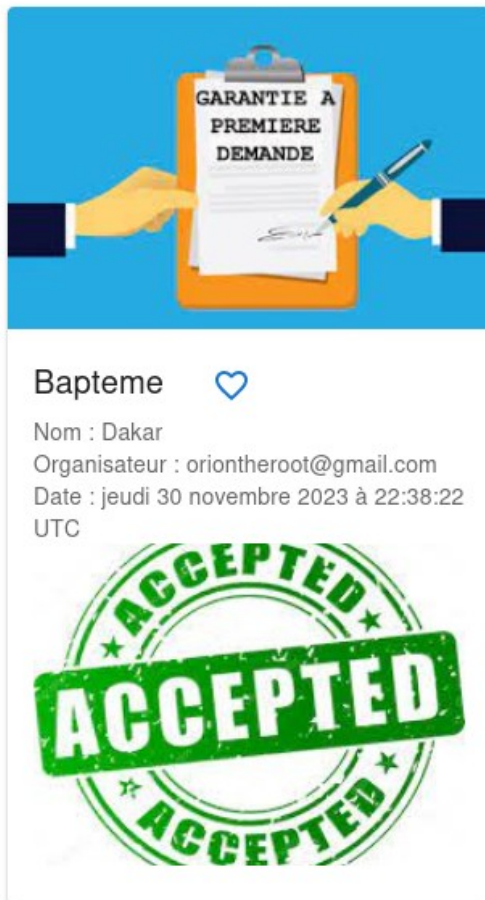 GARANTIE A
PREMIERE
DEMANDE
Bapteme
Nom : Dakar
Organisateur : oriontheroot@gmail.com
Date : jeudi 30 novembre 2023 à 22:38:22
UTC
ACCEPTED
ACCEPTED
ACCEPTED